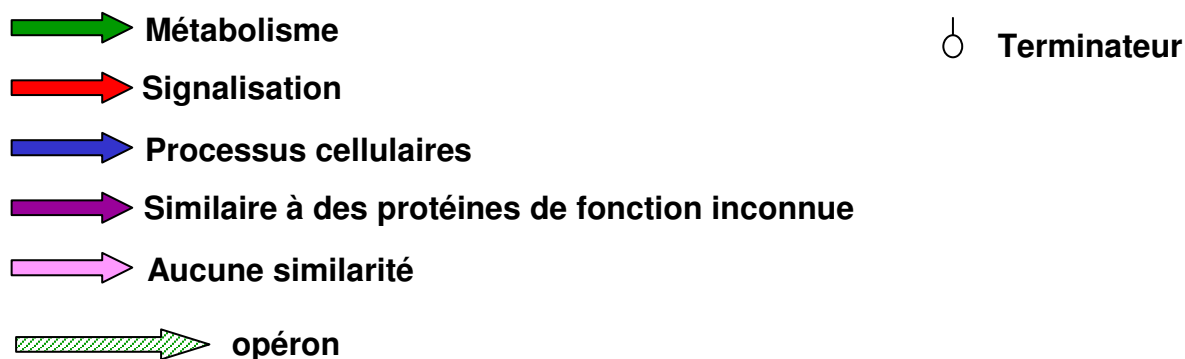 Métabolisme
Terminateur
Signalisation
Processus cellulaires
Similaire à des protéines de fonction inconnue
Aucune similarité
opéron